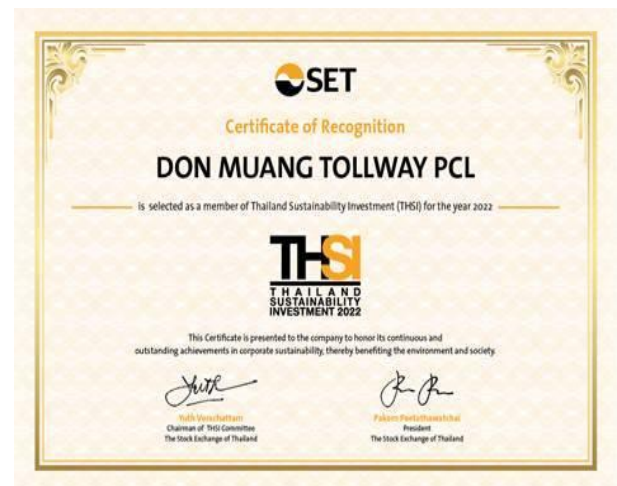 SET
Certificate of Recognition
DON MUANG TOLLWAY PCL
is selected as a member of Thailand Sustainability Investment (THSI) for the year 2022
THSI
THAILAND
SUSTAINABILITY
INVESTMENT 2022
This Certificate is presented to the company to honor its continuous and
outstanding achievements in corporate sustainability, thereby benefiting the environment and society.
Yuth Vorachattarn
Chairman of THSI Committee
The Stock Exchange of Thailand
Pakorn Peetathawatchai
President
The Stock Exchange of Thailand